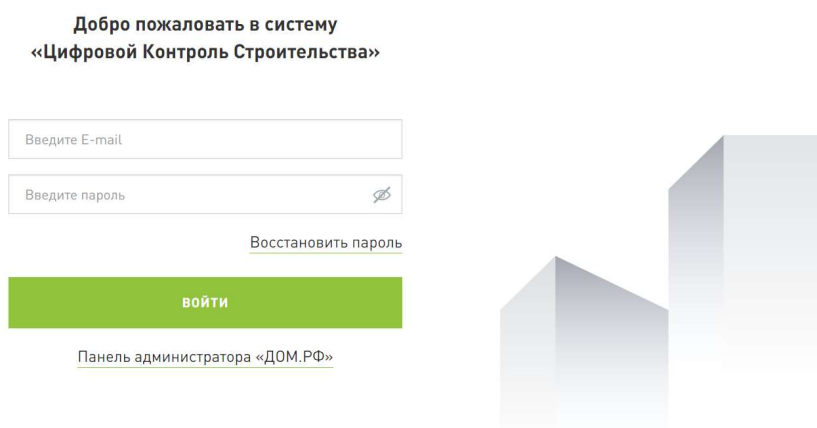 Добро пожаловать в систему
«Цифровой Контроль Строительства»
Введите E-mail
Введите пароль
Восстановить пароль
ВОЙТИ
Панель администратора «ДОМ.РФ»